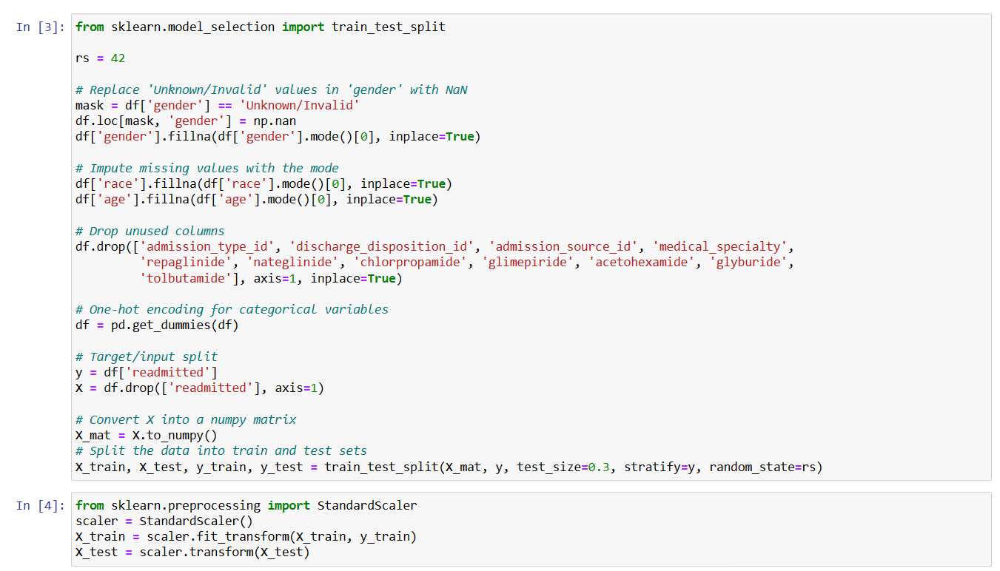 In [3]: from sklearn.model_selection import train_test_split
rs = 42
# Replace 'Unknown/Invalid' values in 'gender' with NaN
mask = df['gender'] == 'Unknown/Invalid'
df.loc[mask, 'gender'] = np.nan
df['gender'].fillna(df['gender'].mode()[0], inplace=True)
# Impute missing values with the mode
df['race'].fillna(df['race'].mode()[0], inplace=True)
df['age'].fillna(df['age'].mode()[0], inplace=True)
# Drop unused columns
df.drop(['admission_type_id', 'discharge_disposition_id', 'admission_source_id', 'medical_specialty',
'repaglinide', 'nateglinide', 'chlorpropamide', 'glimepiride', 'acetohexamide', 'glyburide',
'tolbutamide'], axis=1, inplace=True)
# One-hot encoding for categorical variables
df = pd.get_dummies(df)
# Target/input split
y = df['readmitted']
X = df.drop(['readmitted'], axis=1)
# Convert X into a numpy matrix
X_mat = X.to_numpy()
# Split the data into train and test sets
X_train, X_test, y_train, y_test = train_test_split(X_mat, y, test_size=0.3, stratify=y, random_state=rs)
In [4]: from sklearn.preprocessing import StandardScaler
scaler = StandardScaler()
X_train = scaler.fit_transform(X_train, y_train)
X_test = scaler.transform(X_test)